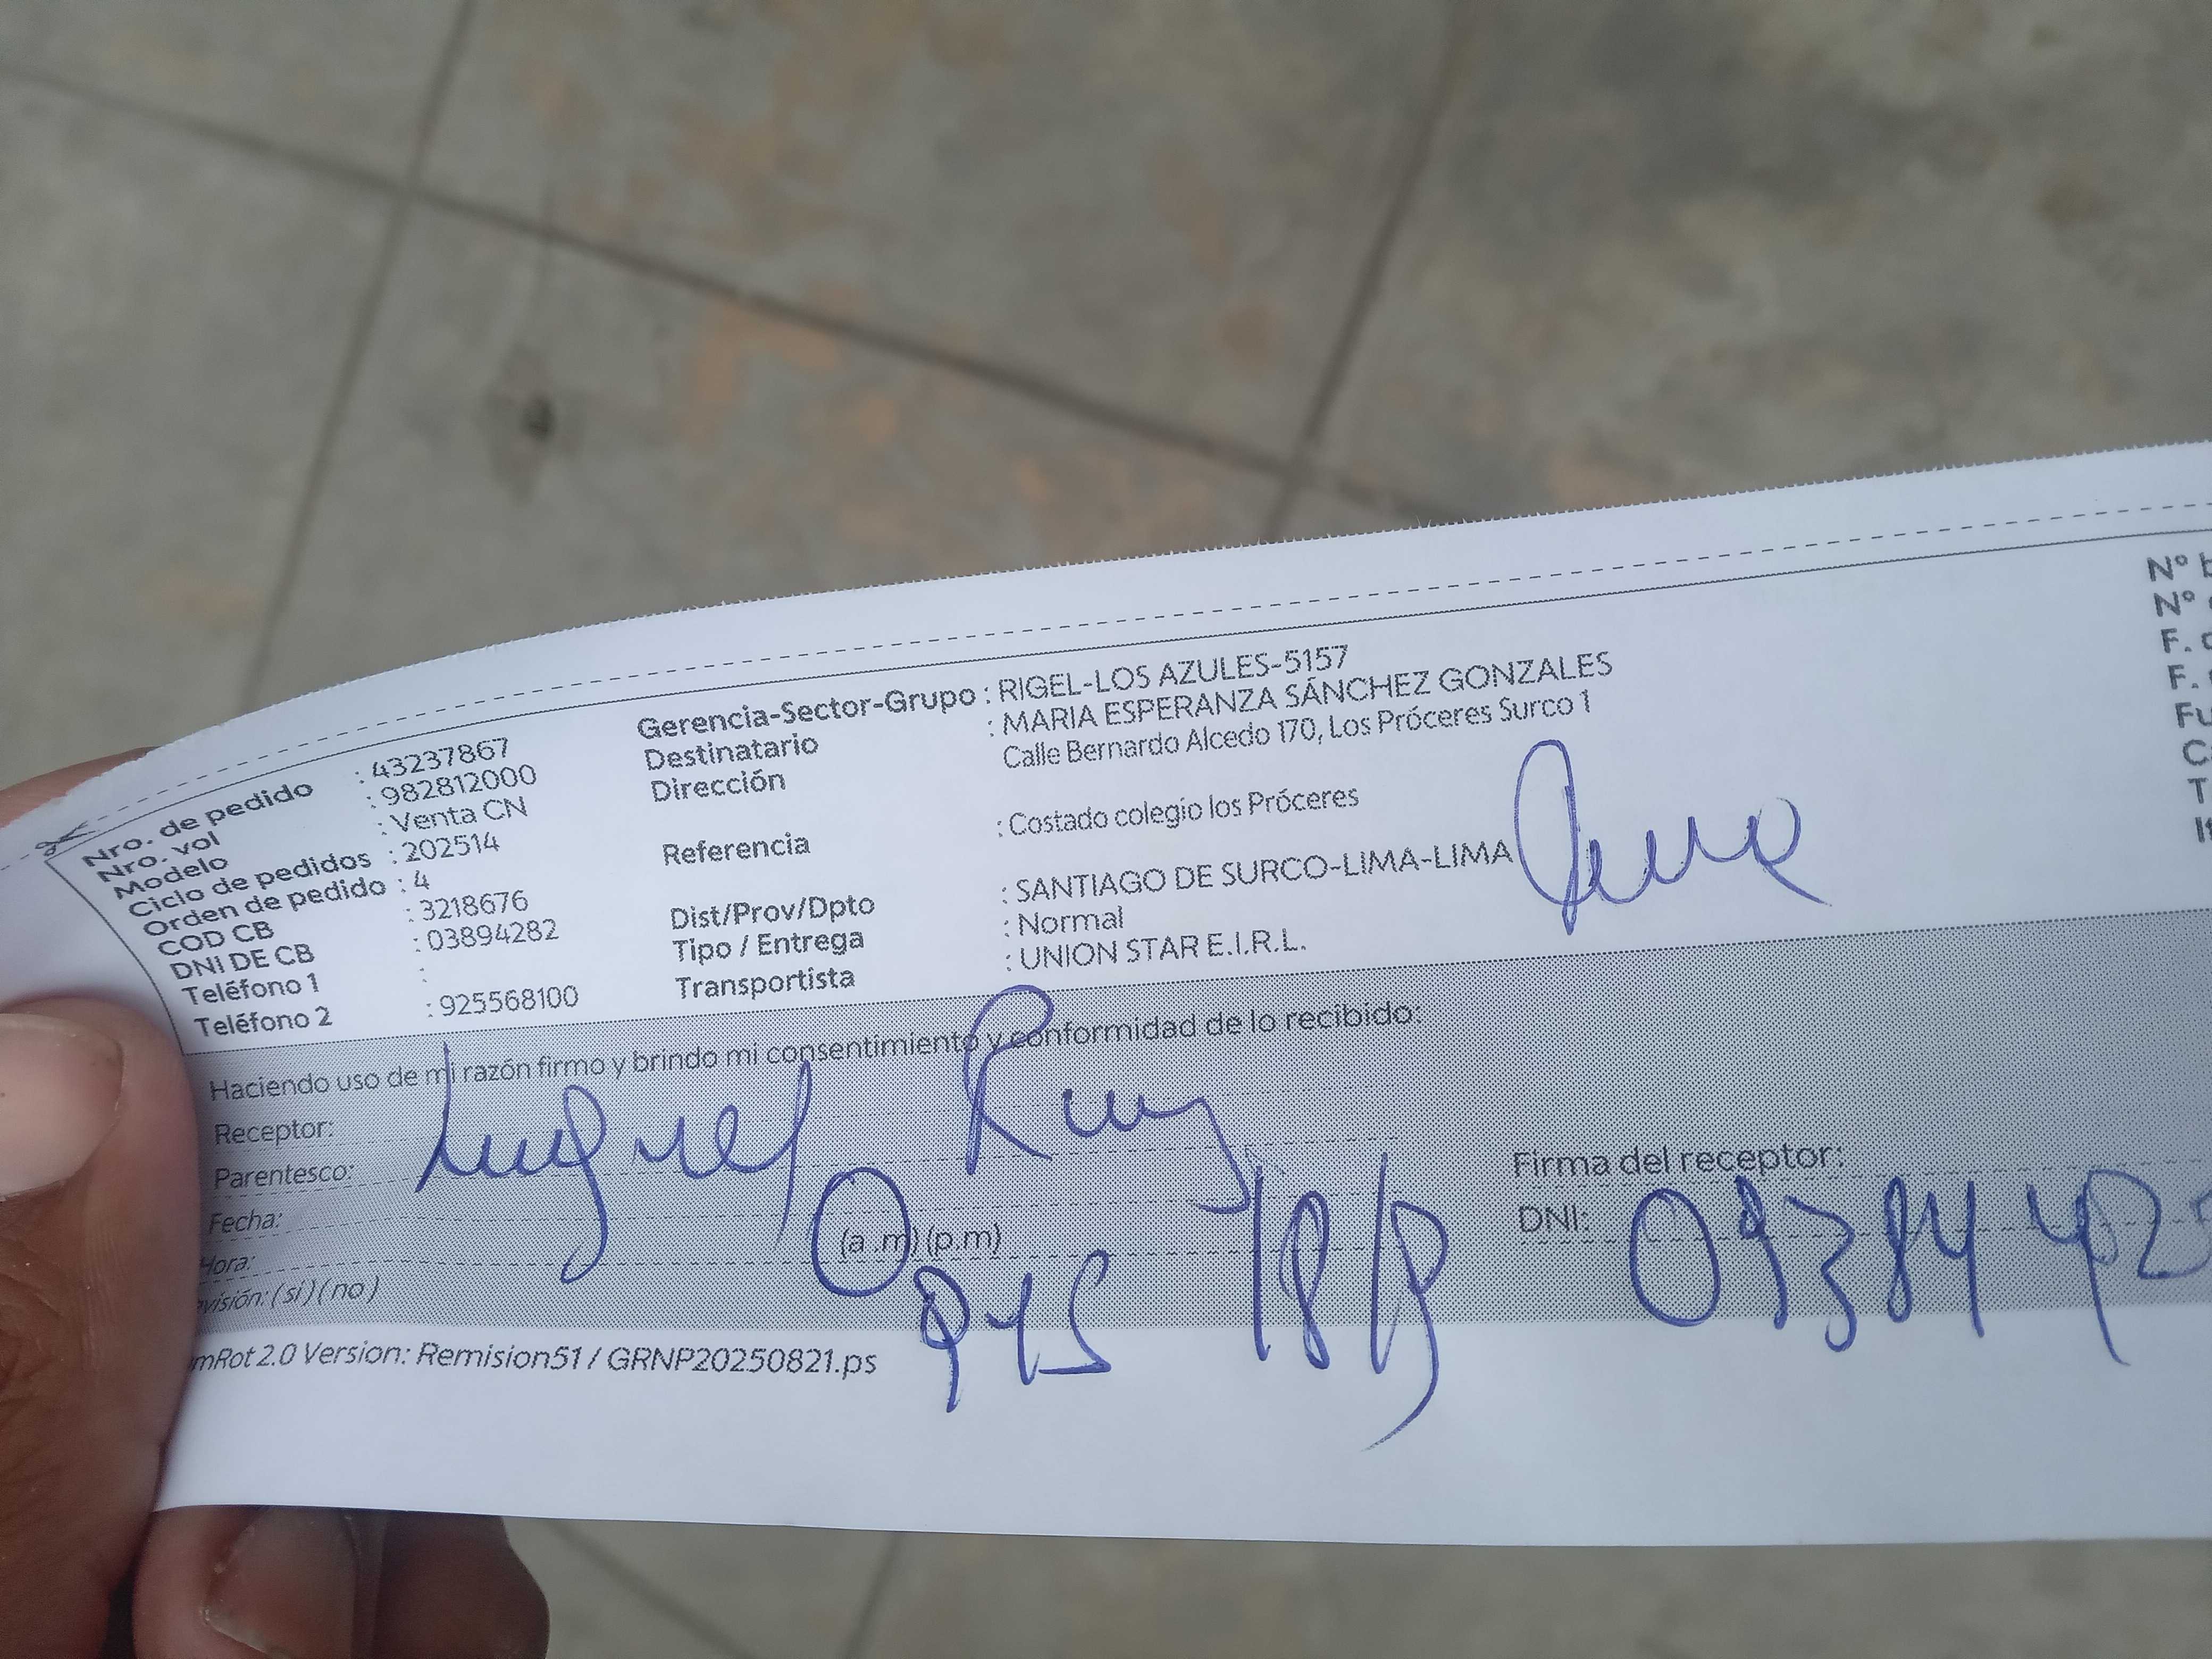 Nro. de pedido : 43237867
Nro. vol : 982812000
Modelo : Venta CN
Ciclo de pedidos : 202514
Orden de pedido : 4
COD CB : 3218676
DNI DE CB : 03894282
Teléfono 1 :
Teléfono 2 : 925568100
Gerencia-Sector-Grupo : RIGEL-LOS AZULES-5157
Destinatario : MARIA ESPERANZA SÁNCHEZ GONZALES
Dirección Calle Bernardo Alcedo 170, Los Próceres Surco 1
Referencia : Costado colegio los Próceres
Dist/Prov/Dpto : SANTIAGO DE SURCO-LIMA-LIMA
Tipo / Entrega : Normal
Transportista : UNION STAR E.I.R.L.
N°
N°
F.
F.
Haciendo uso de mi razón firmo y brindo mi consentimiento y conformidad de lo recibido:
Receptor:
Miguel Ruiz
Parentesco:
Fecha:
Hora: (a.m) (p.m)
(si) (no)
Firma del receptor:
DNI:
mRot 2.0 Version: Remision51 / GRNP20250821.ps